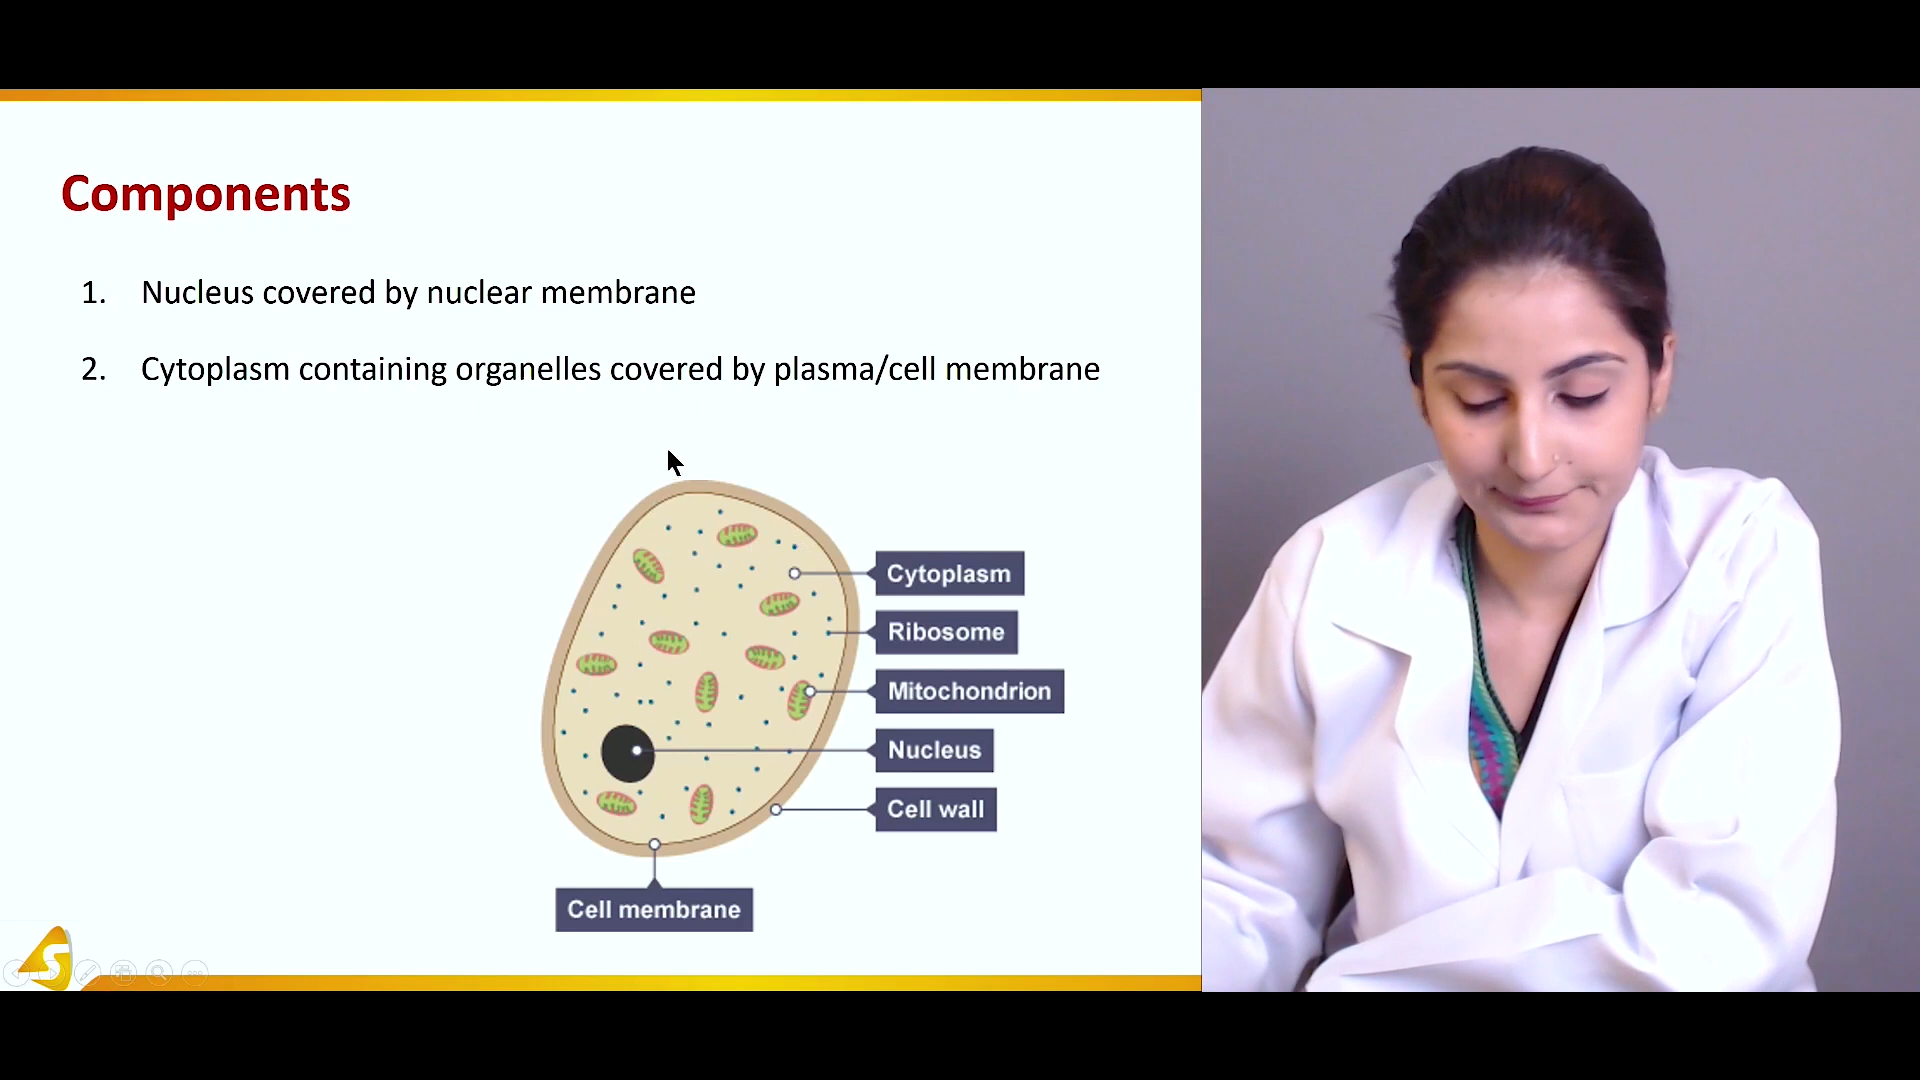 Components
1. Nucleus covered by nuclear membrane
2. Cytoplasm containing organelles covered by plasma/cell membrane
Cytoplasm
Ribosome
Mitochondrion
Nucleus
Cell wall
Cell membrane
S